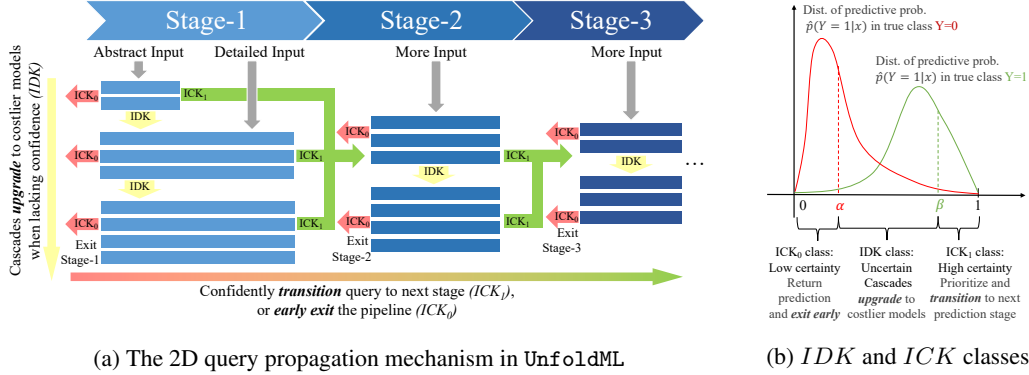 Stage-1
Stage-2
Stage-3
Abstract Input
Detailed Input
More Input
More Input
Cascades upgrade to costlier models
when lacking confidence (IDK)
ICK₀
ICK₁
IDK
ICK₀
ICK₁
IDK
ICK₀
ICK₁
Exit
Stage-1
ICK₀
ICK₁
IDK
ICK₀
ICK₁
Exit
Stage-2
ICK₀
IDK
ICK₀
Exit
Stage-3
...
Confidently transition query to next stage (ICK₁),
or early exit the pipeline (ICK₀)
(a) The 2D query propagation mechanism in UnfoldML
Dist. of predictive prob.
p̂(Y = 1|x) in true class Y=0
Dist. of predictive prob.
p̂(Y = 1|x) in true class Y=1
0
α
β
1
ICK₀ class:
Low certainty
Return
prediction
and exit early
IDK class:
Uncertain
Cascades
upgrade to
costlier models
ICK₁ class:
High certainty
Prioritize and
transition to next
prediction stage
(b) IDK and ICK classes